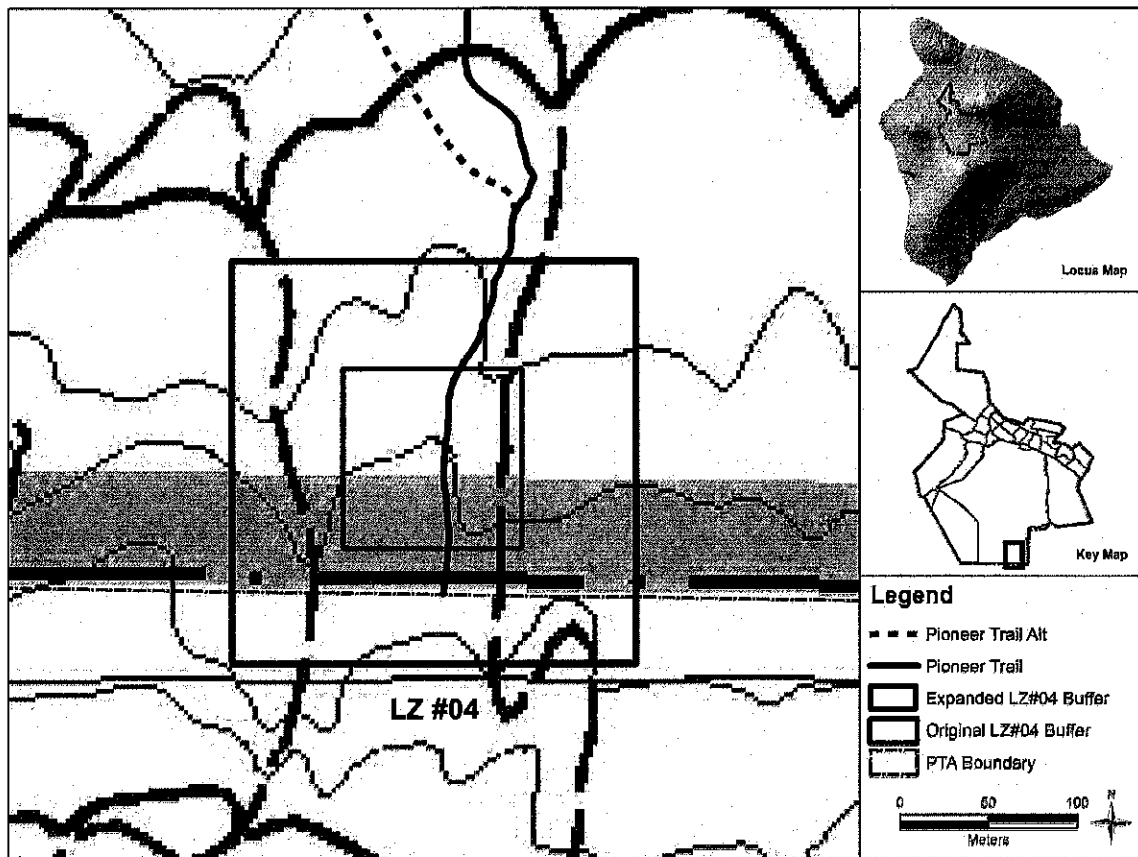 LZ #04
Locus Map
Key Map
Legend
Pioneer Trail Alt
Pioneer Trail
Expanded LZ#04 Buffer
Original LZ#04 Buffer
PTA Boundary
0 50 100
Meters
N